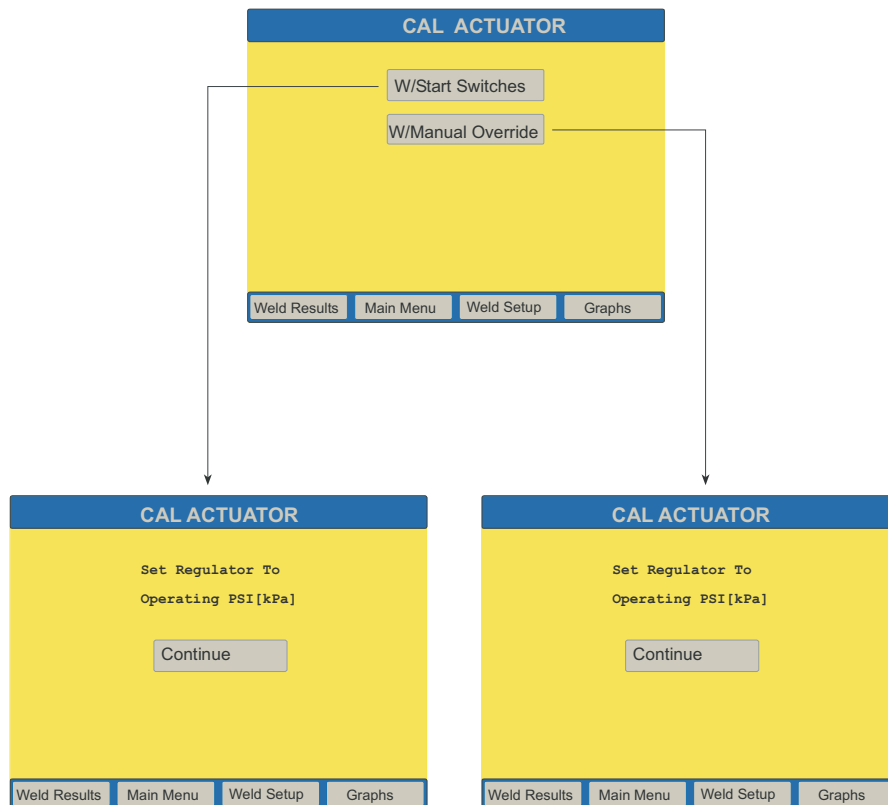 CAL ACTUATOR
W/Start Switches
W/Manual Override
Weld Results Main Menu Weld Setup Graphs
CAL ACTUATOR
Set Regulator To
Operating PSI[kPa]
Continue
Weld Results Main Menu Weld Setup Graphs
CAL ACTUATOR
Set Regulator To
Operating PSI[kPa]
Continue
Weld Results Main Menu Weld Setup Graphs